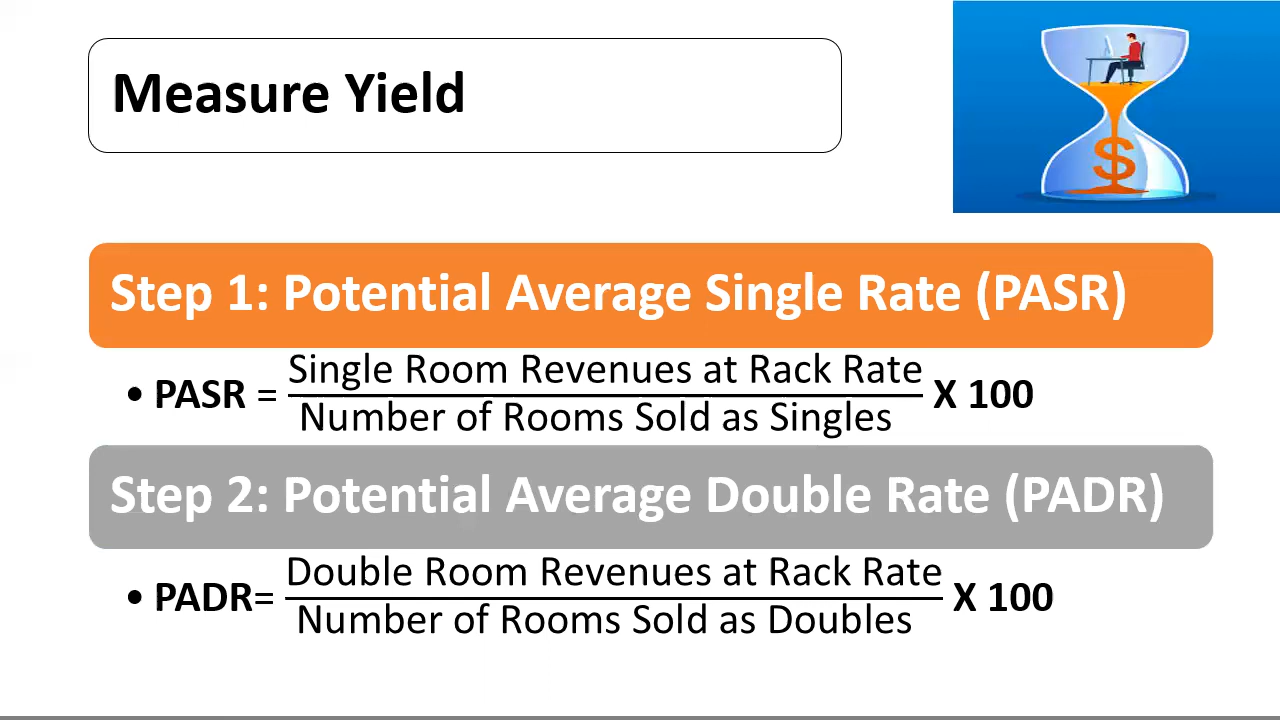 Measure Yield
$
Step 1: Potential Average Single Rate (PASR)
• PASR = Single Room Revenues at Rack Rate
Number of Rooms Sold as Singles X 100
Step 2: Potential Average Double Rate (PADR)
• PADR= Double Room Revenues at Rack Rate
Number of Rooms Sold as Doubles X 100